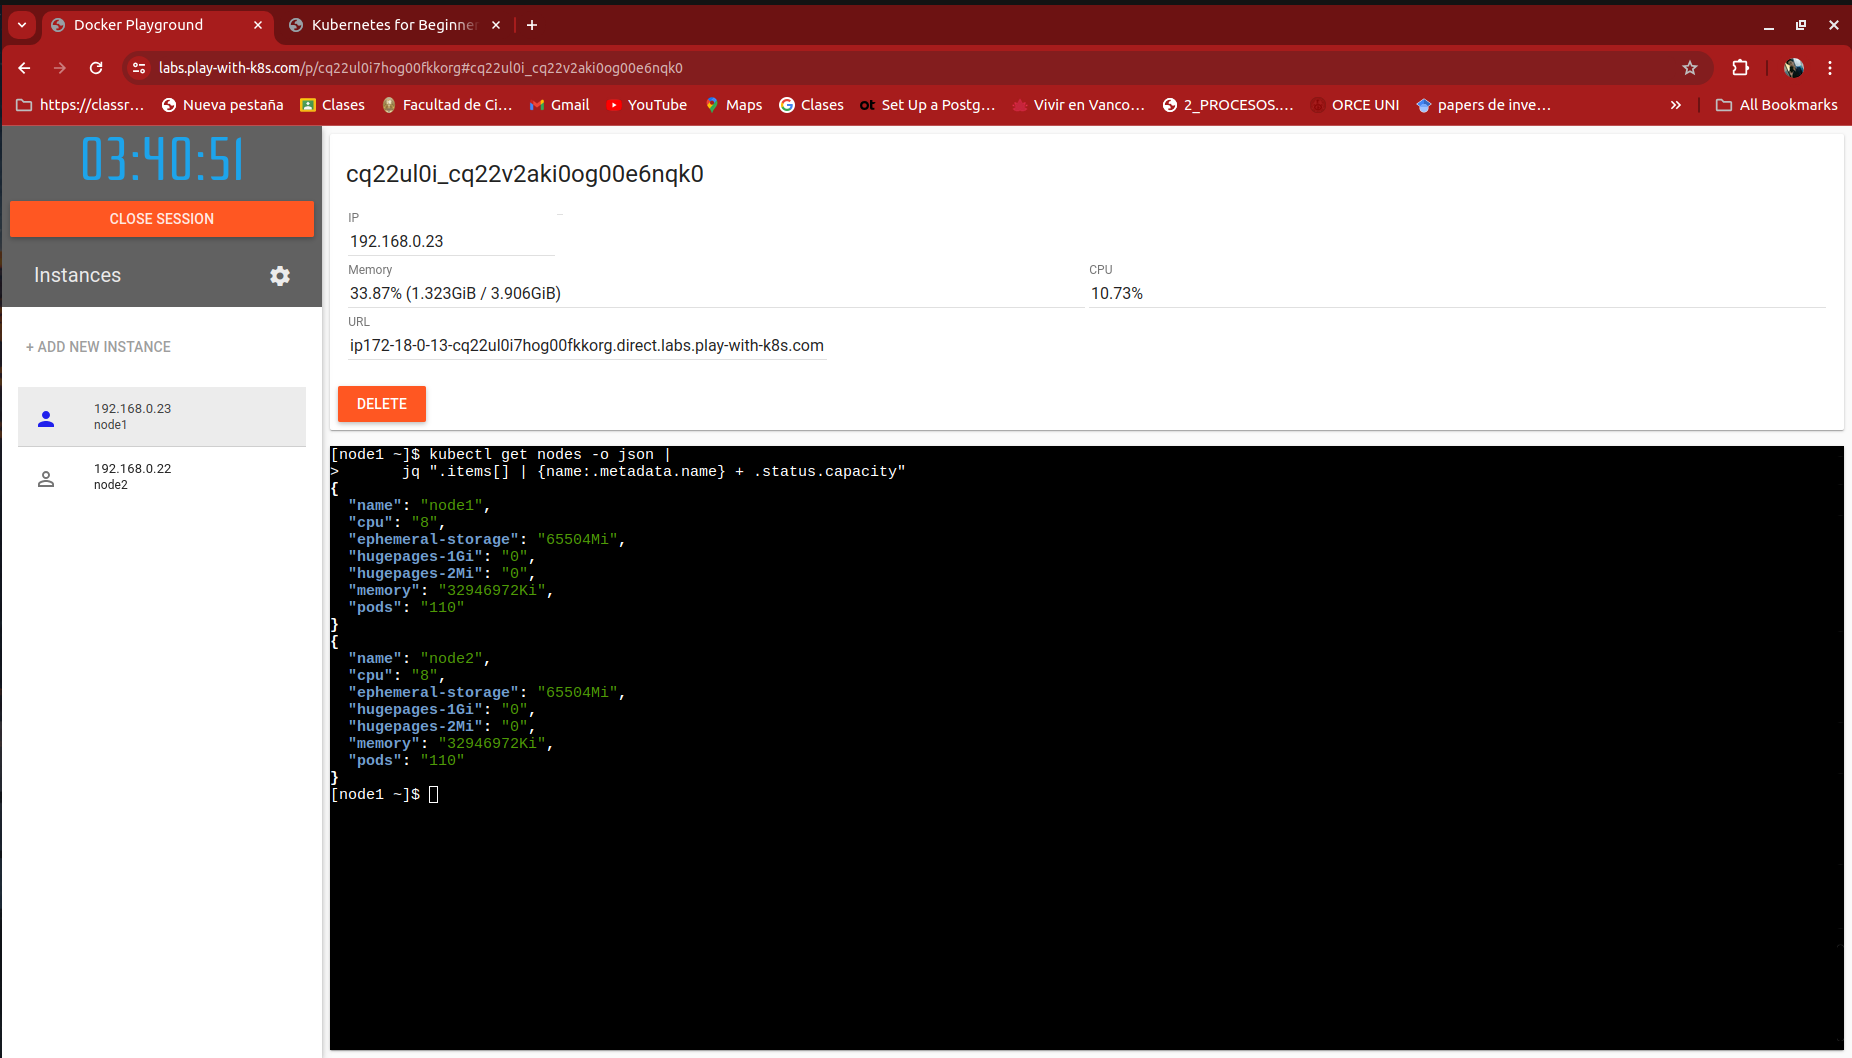 Docker Playground
Kubernetes for Beginne
labs.play-with-k8s.com/p/cq22ul0i7hog00fkkorg#cq22ul0i_cq22v2aki0og00e6nqk0
https://classr… Nueva pestaña Clases Facultad de Ci… Gmail YouTube Maps Clases ot Set Up a Postg… Vivir en Vanco… 2_PROCESOS.… ORCE UNI papers de inve… » All Bookmarks
03:40:51
CLOSE SESSION
Instances
+ ADD NEW INSTANCE
192.168.0.23
node1
192.168.0.22
node2
cq22ul0i_cq22v2aki0og00e6nqk0
IP
192.168.0.23
Memory
33.87% (1.323GiB / 3.906GiB)
CPU
10.73%
URL
ip172-18-0-13-cq22ul0i7hog00fkkorg.direct.labs.play-with-k8s.com
DELETE
[node1 ~]$ kubectl get nodes -o json |
>       jq ".items[] | {name:.metadata.name} + .status.capacity"
{
  "name": "node1",
  "cpu": "8",
  "ephemeral-storage": "65504Mi",
  "hugepages-1Gi": "0",
  "hugepages-2Mi": "0",
  "memory": "32946972Ki",
  "pods": "110"
}
{
  "name": "node2",
  "cpu": "8",
  "ephemeral-storage": "65504Mi",
  "hugepages-1Gi": "0",
  "hugepages-2Mi": "0",
  "memory": "32946972Ki",
  "pods": "110"
}
[node1 ~]$